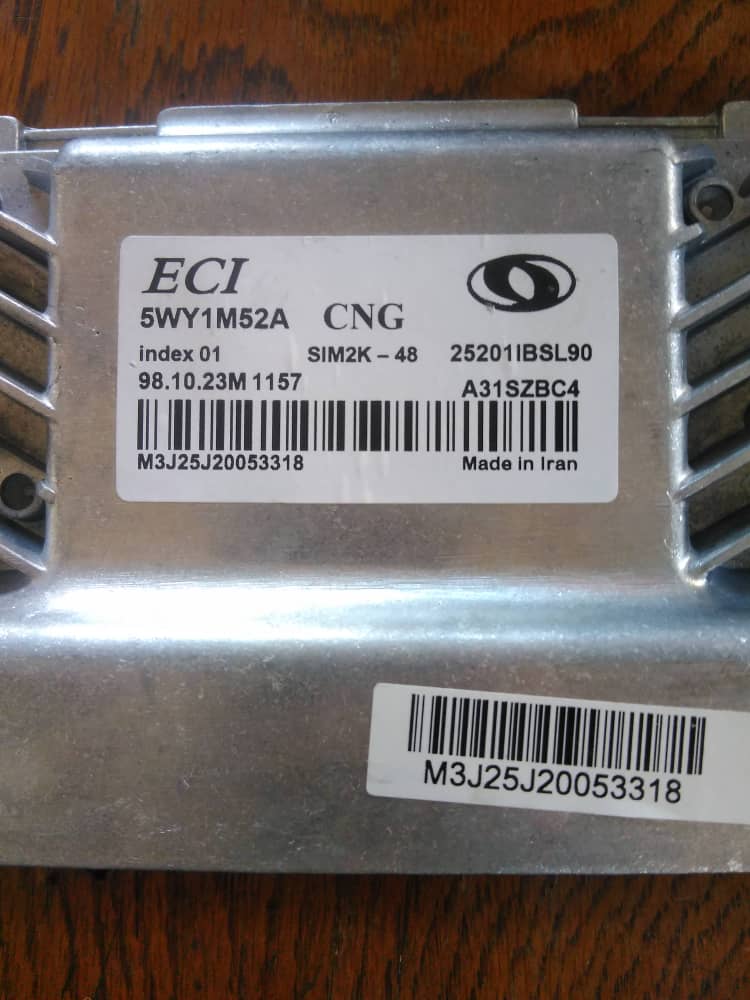 ECI
5WY1M52A CNG
index 01 SIM2K – 48 25201IBSL90
98.10.23M 1157 A31SZBC4
M3J25J20053318 Made in Iran
M3J25J20053318